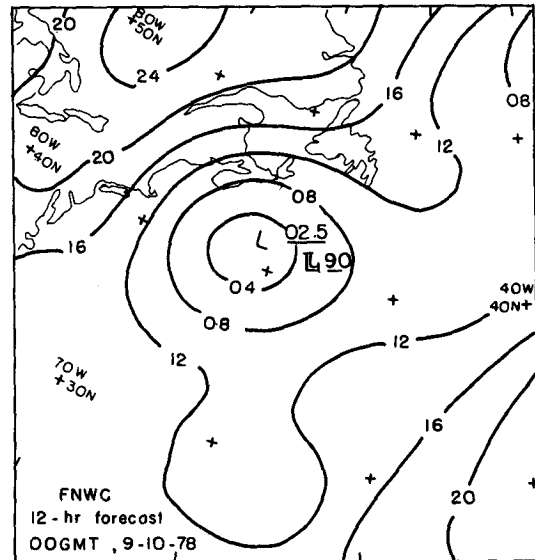 20
80W
+50N
24
16
08
80W
+40N
20
12
16
08
L
02.5
L 90
04
08
40W
40N+
12
12
70W
+30N
16
20
FNWC
12-hr forecast
00GMT, 9-10-78